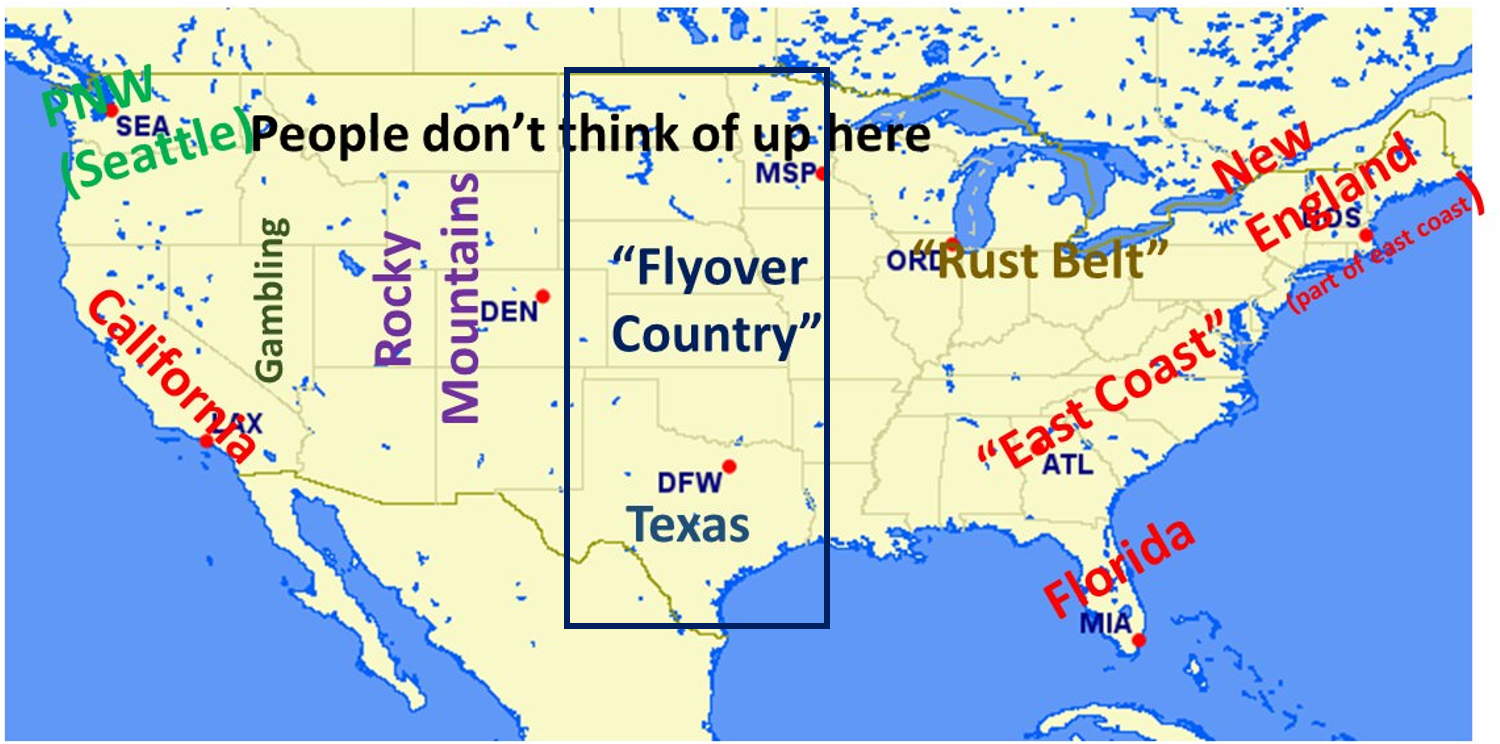 PNW
(Seattle)
SEA
People don't think of up here
MSP
New
England
BOS
(part of east coast)
Gambling
Rocky
Mountains
DEN
"Flyover
Country"
ORD
"Rust Belt"
California
LAX
"East Coast"
ATL
DFW
Texas
Florida
MIA